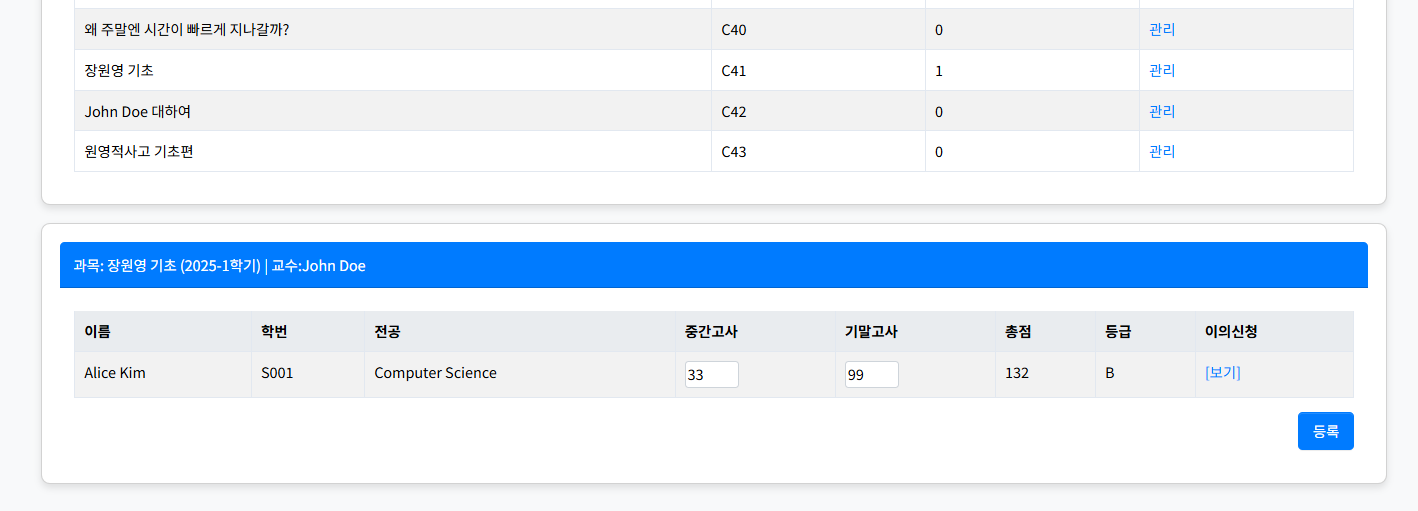 왜 주말엔 시간이 빠르게 지나갈까? C40 0 관리
장원영 기초 C41 1 관리
John Doe 대하여 C42 0 관리
원영적사고 기초편 C43 0 관리
과목: 장원영 기초 (2025-1학기) | 교수:John Doe
이름 학번 전공 중간고사 기말고사 총점 등급 이의신청
Alice Kim S001 Computer Science 33 99 132 B [보기]
등록